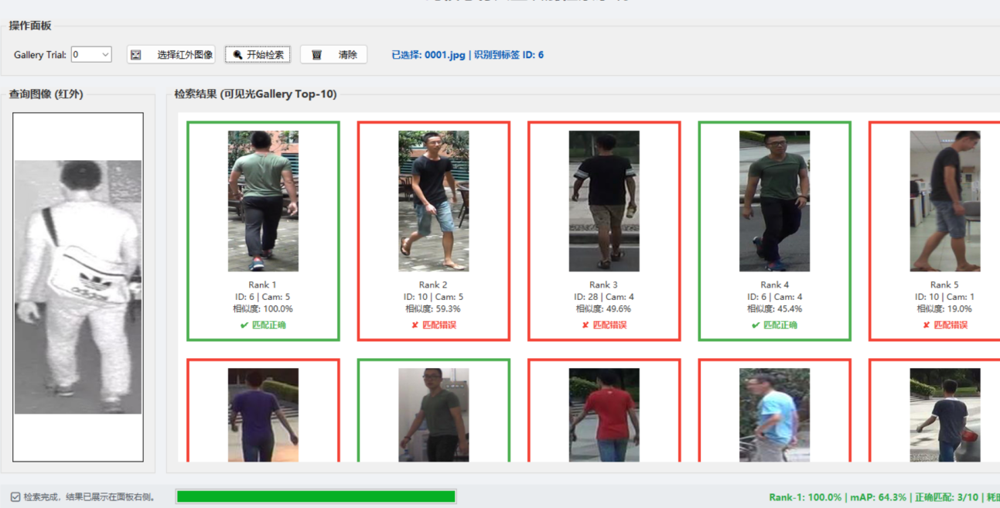 操作面板
Gallery Trial: 0 选择红外图像 开始检索 清除 已选择: 0001.jpg | 识别到标签 ID: 6
查询图像 (红外)
adidas
检索结果 (可见光Gallery Top-10)
Rank 1
ID: 6 | Cam: 5
相似度: 100.0%
✔ 匹配正确
Rank 2
ID: 10 | Cam: 5
相似度: 59.3%
✘ 匹配错误
Rank 3
ID: 28 | Cam: 4
相似度: 49.6%
✘ 匹配错误
Rank 4
ID: 6 | Cam: 4
相似度: 45.4%
✔ 匹配正确
Rank 5
ID: 10 | Cam: 1
相似度: 19.0%
✘ 匹配错误
检索完成，结果已展示在面板右侧。
Rank-1: 100.0% | mAP: 64.3% | 正确匹配: 3/10 |